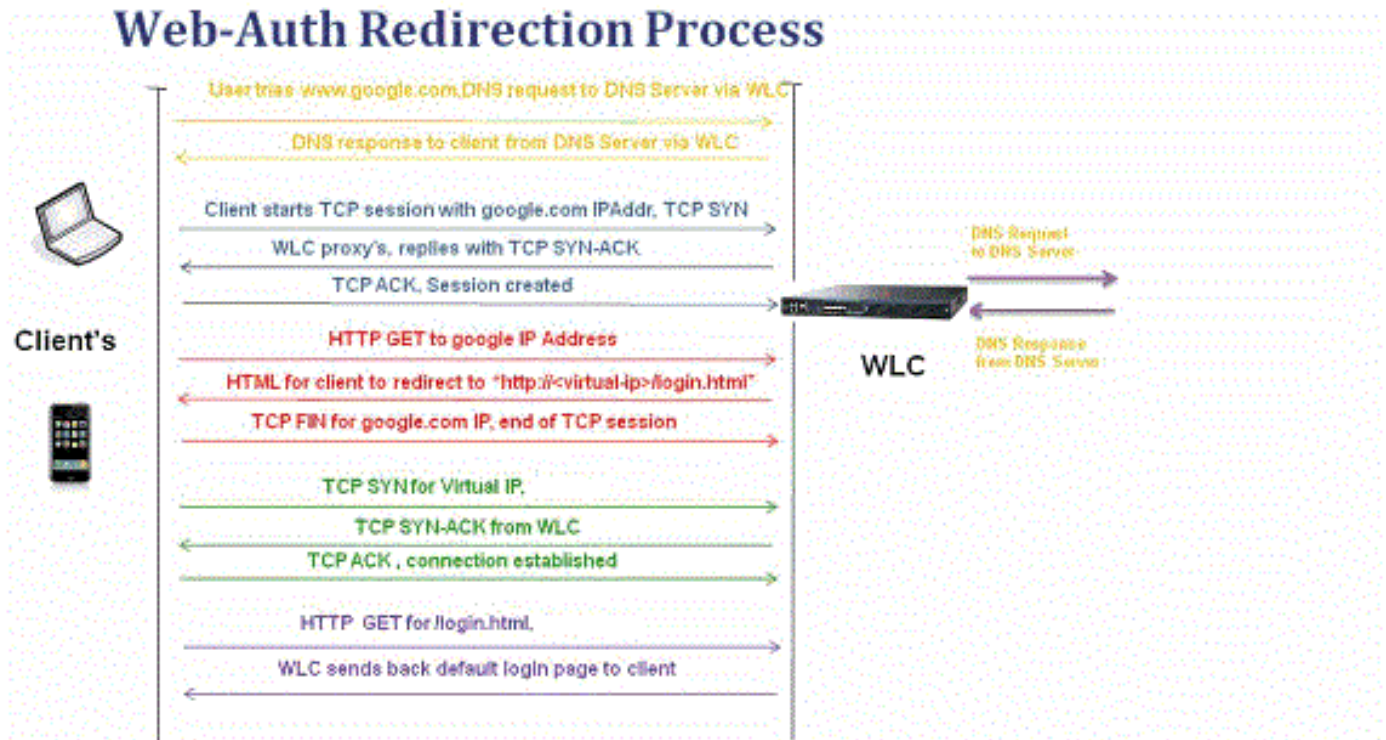 Web-Auth Redirection Process
User tries www.google.com,DNS request to DNS Server via WLC
DNS response to client from DNS Server via WLC
Client starts TCP session with google.com IPAddr, TCP SYN
WLC proxy's, replies with TCP SYN-ACK
TCP ACK, Session created
DNS Request
to DNS Server
Client's
HTTP GET to google IP Address
HTML for client to redirect to “http://<virtual-ip>/login.html”
TCP FIN for google.com IP, end of TCP session
WLC
DNS Response
from DNS Server
TCP SYN for Virtual IP,
TCP SYN-ACK from WLC
TCP ACK , connection established
HTTP GET for /login.html,
WLC sends back default login page to client